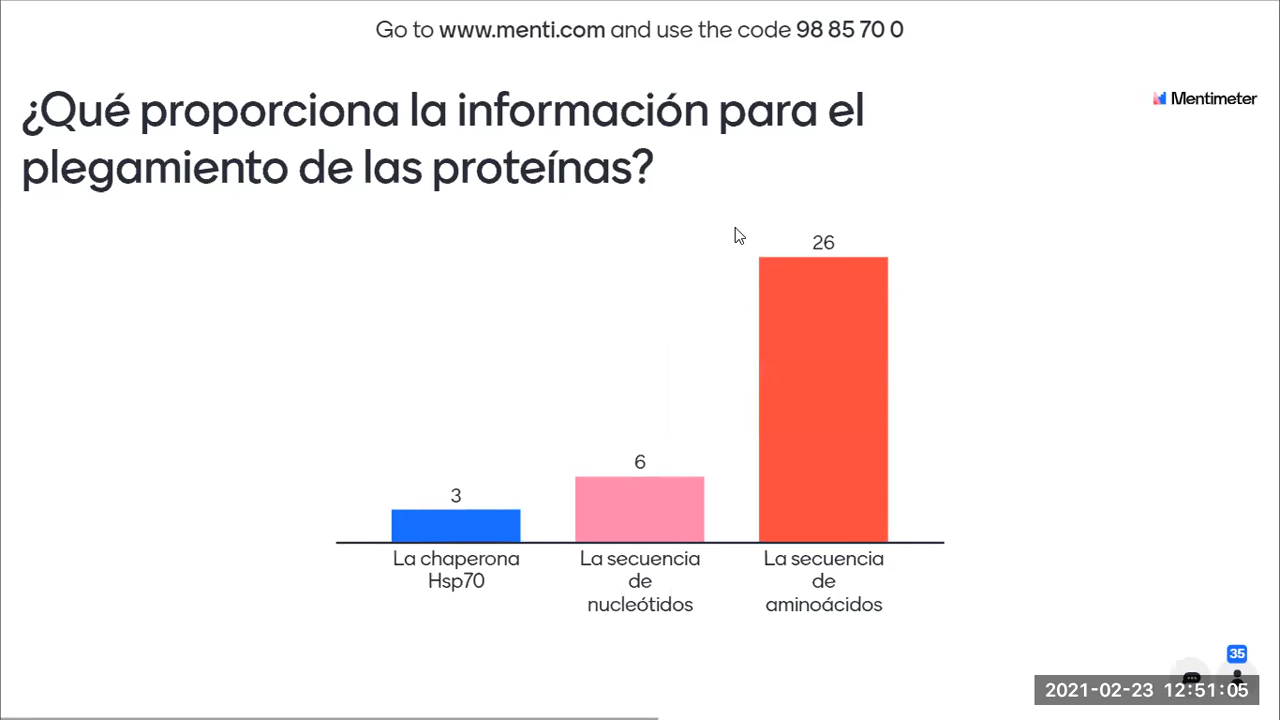 Go to www.menti.com and use the code 98 85 70 0
¿Qué proporciona la información para el
plegamiento de las proteínas?
Mentimeter
26
6
3
La chaperona
Hsp70
La secuencia
de
nucleótidos
La secuencia
de
aminoácidos
35
2021-02-23 12:51:05